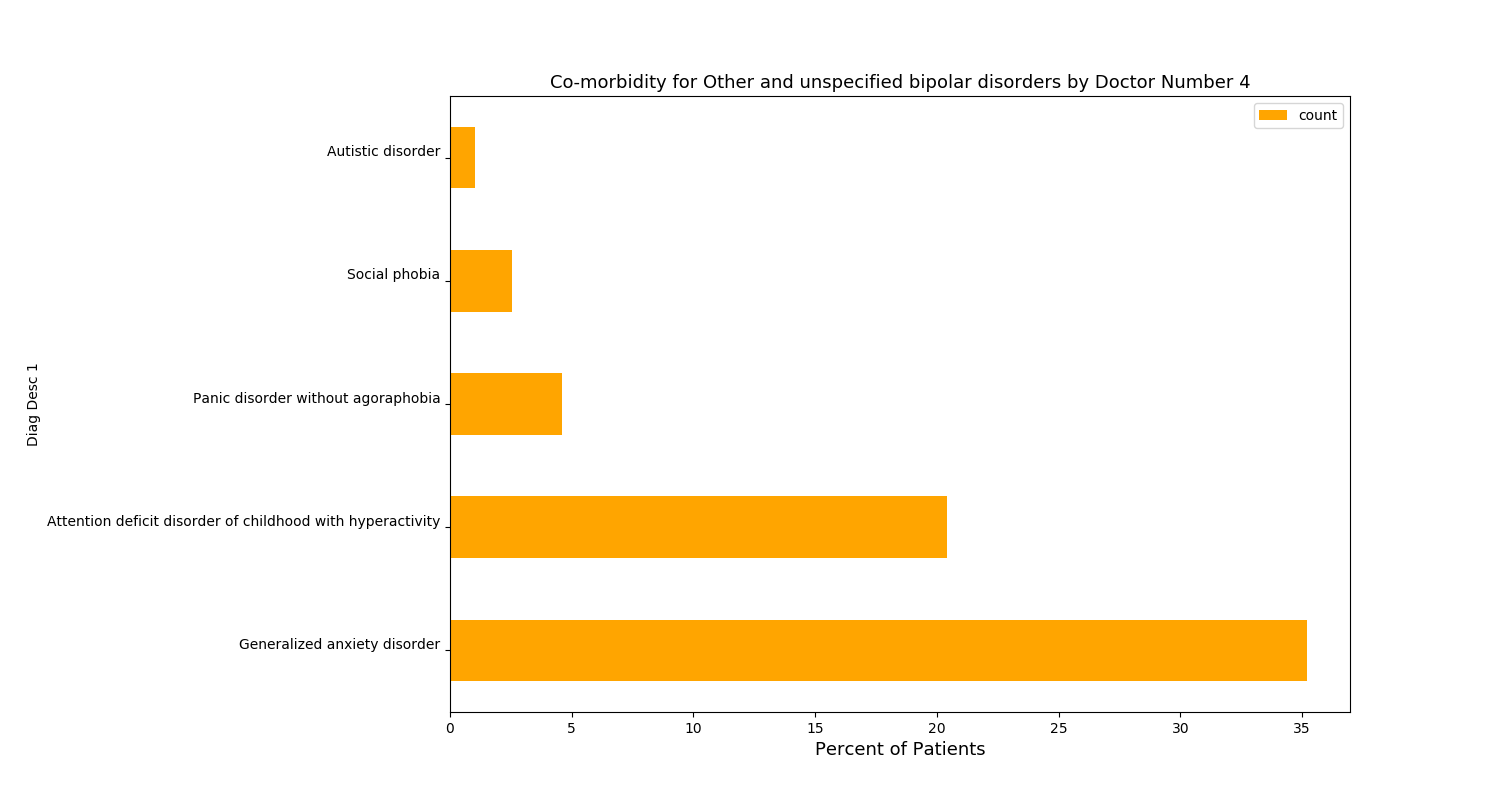 Co-morbidity for Other and unspecified bipolar disorders by Doctor Number 4
count
Autistic disorder
Social phobia
Panic disorder without agoraphobia
Attention deficit disorder of childhood with hyperactivity
Generalized anxiety disorder
Diag Desc 1
0 5 10 15 20 25 30 35
Percent of Patients